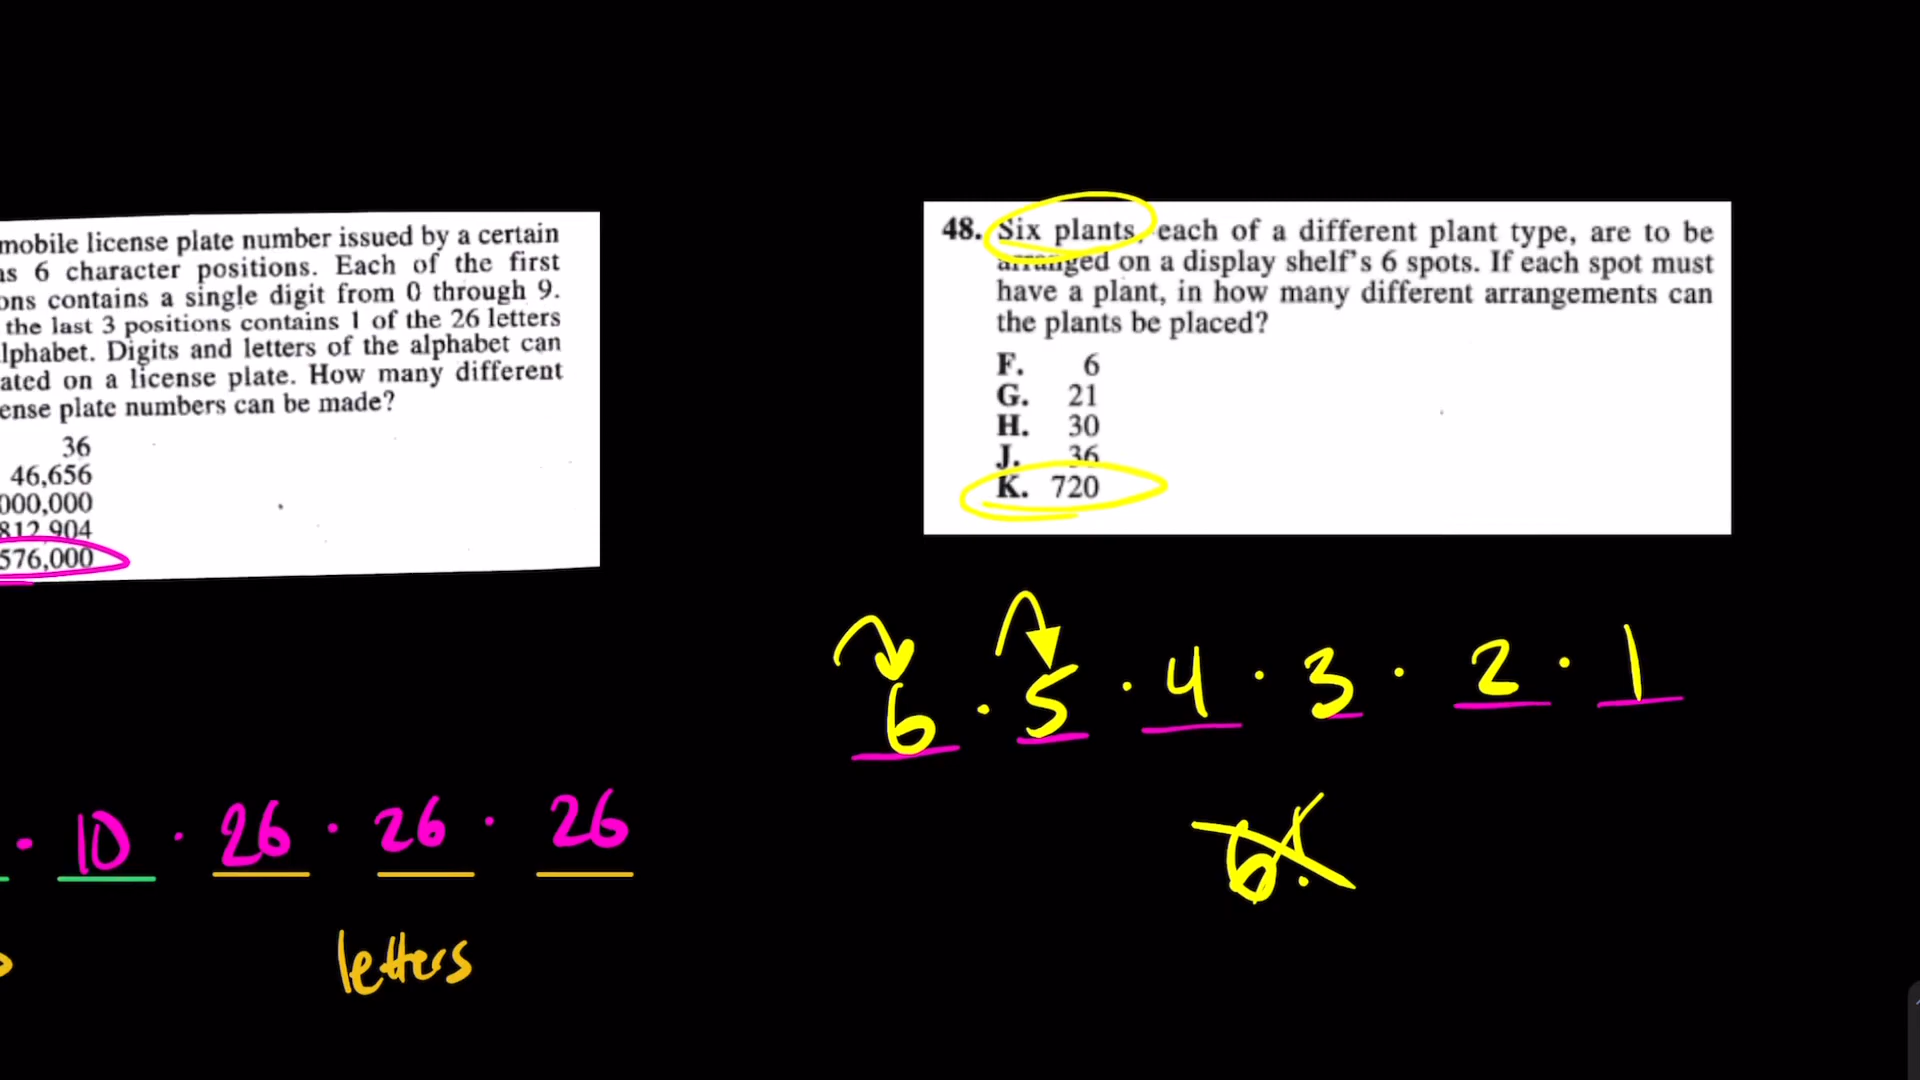 mobile license plate number issued by a certain
as 6 character positions. Each of the first
ons contains a single digit from 0 through 9.
the last 3 positions contains 1 of the 26 letters
lphabet. Digits and letters of the alphabet can
ated on a license plate. How many different
ense plate numbers can be made?
36
46,656
000,000
812,904
576,000
· 10 · 26 · 26 · 26
letters
48. Six plants, each of a different plant type, are to be
arranged on a display shelf's 6 spots. If each spot must
have a plant, in how many different arrangements can
the plants be placed?
F. 6
G. 21
H. 30
J. 36
K. 720
6 · 5 · 4 · 3 · 2 · 1
6!